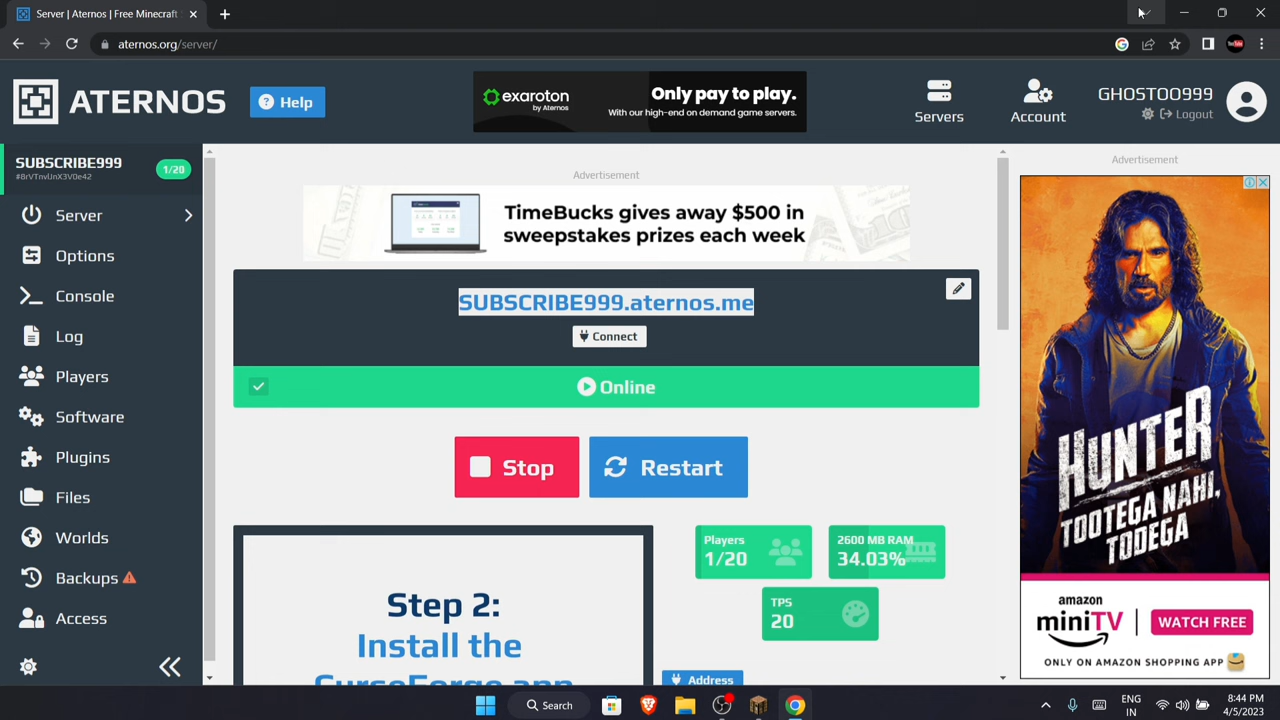 Server | Aternos | Free Minecraft
aternos.org/server/
ATERNOS
Help
exaroton
by Aternos
Only pay to play.
With our high-end on demand game servers.
Servers
Account
GHOSTOO999
Logout
SUBSCRIBE999
1/20
Server
Options
Console
Log
Players
Software
Plugins
Files
Worlds
Backups
Access
Advertisement
TimeBucks gives away $500 in
sweepstakes prizes each week
SUBSCRIBE999.aternos.me
Connect
Online
Stop
Restart
Step 2:
Install the
CurseForge app
Players
1/20
2600 MB RAM
34.03%
TPS
20
Address
Advertisement
HUNTER
TOOTEGA NAHI,
TODEGA
amazon
miniTV
WATCH FREE
ONLY ON AMAZON SHOPPING APP
Search
ENG
IN
8:44 PM
4/5/2023